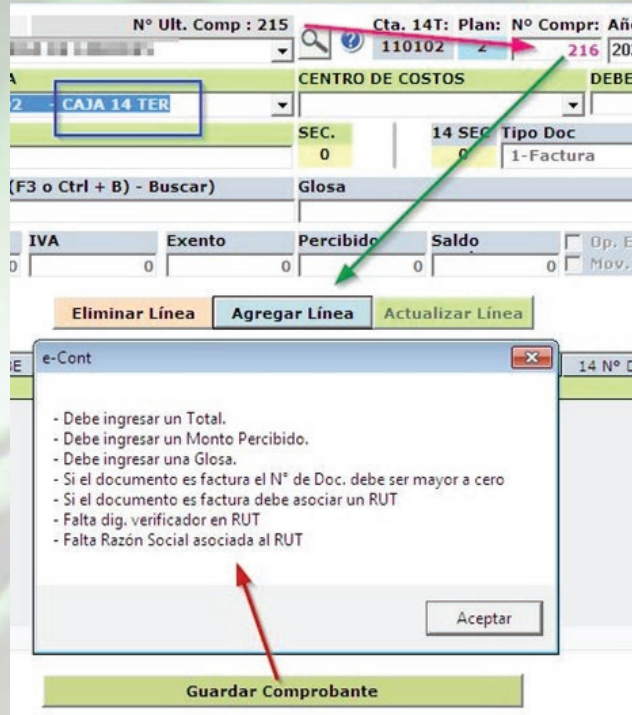 N° Ult. Comp : 215
Cta. 14T: Plan: N° Compr: Año
110102 2 216 202
A CENTRO DE COSTOS DEBE
02 - CAJA 14 TER
SEC. 14 SEC Tipo Doc
0 0 1-Factura
(F3 o Ctrl + B) - Buscar) Glosa
IVA Exento Percibido Saldo Op. E
0 0 0 0 0 Mov.
Eliminar Línea Agregar Línea Actualizar Línea
BE e-Cont 14 N° D
- Debe ingresar un Total.
- Debe ingresar un Monto Percibido.
- Debe ingresar una Glosa.
- Si el documento es factura el N° de Doc. debe ser mayor a cero
- Si el documento es factura debe asociar un RUT
- Falta dig. verificador en RUT
- Falta Razón Social asociada al RUT
Aceptar
Guardar Comprobante